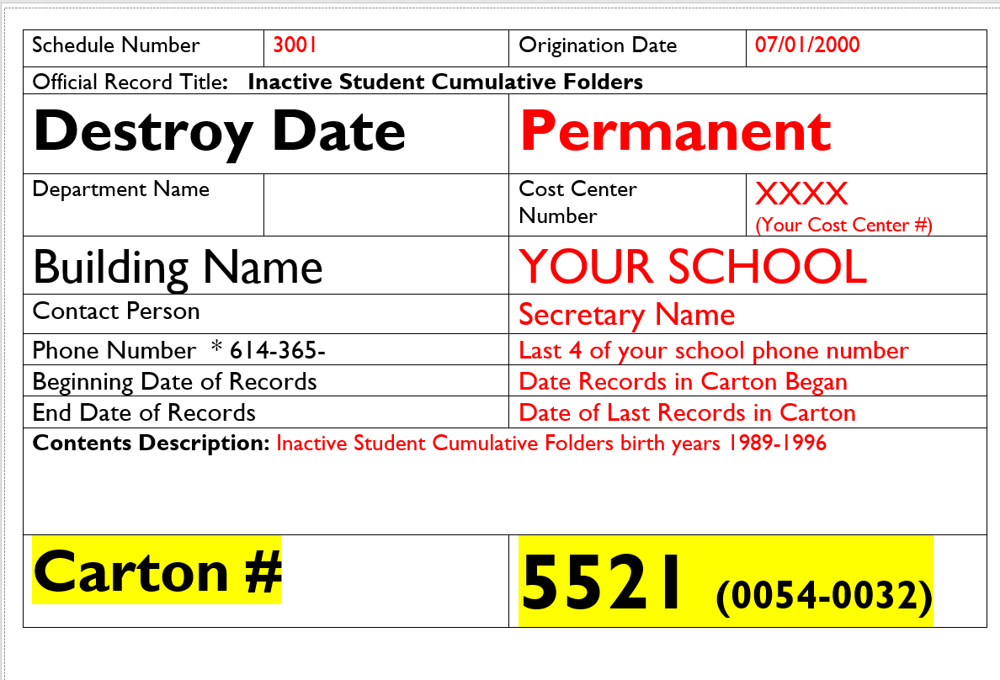 Schedule Number 3001 Origination Date 07/01/2000
Official Record Title: Inactive Student Cumulative Folders
Destroy Date Permanent
Department Name Cost Center XXXX
Number (Your Cost Center #)
Building Name YOUR SCHOOL
Contact Person Secretary Name
Phone Number * 614-365- Last 4 of your school phone number
Beginning Date of Records Date Records in Carton Began
End Date of Records Date of Last Records in Carton
Contents Description: Inactive Student Cumulative Folders birth years 1989-1996
Carton # 5521 (0054-0032)